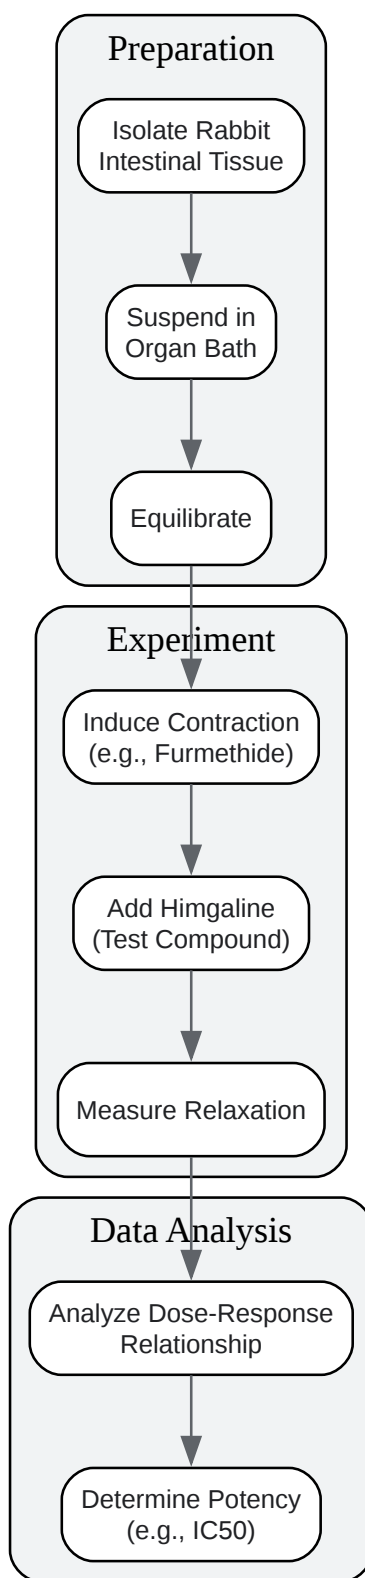 Preparation
Isolate Rabbit
Intestinal Tissue
Suspend in
Organ Bath
Equilibrate
Experiment
Induce Contraction
(e.g., Furmethide)
Add Himgaline
(Test Compound)
Measure Relaxation
Data Analysis
Analyze Dose-Response
Relationship
Determine Potency
(e.g., IC50)